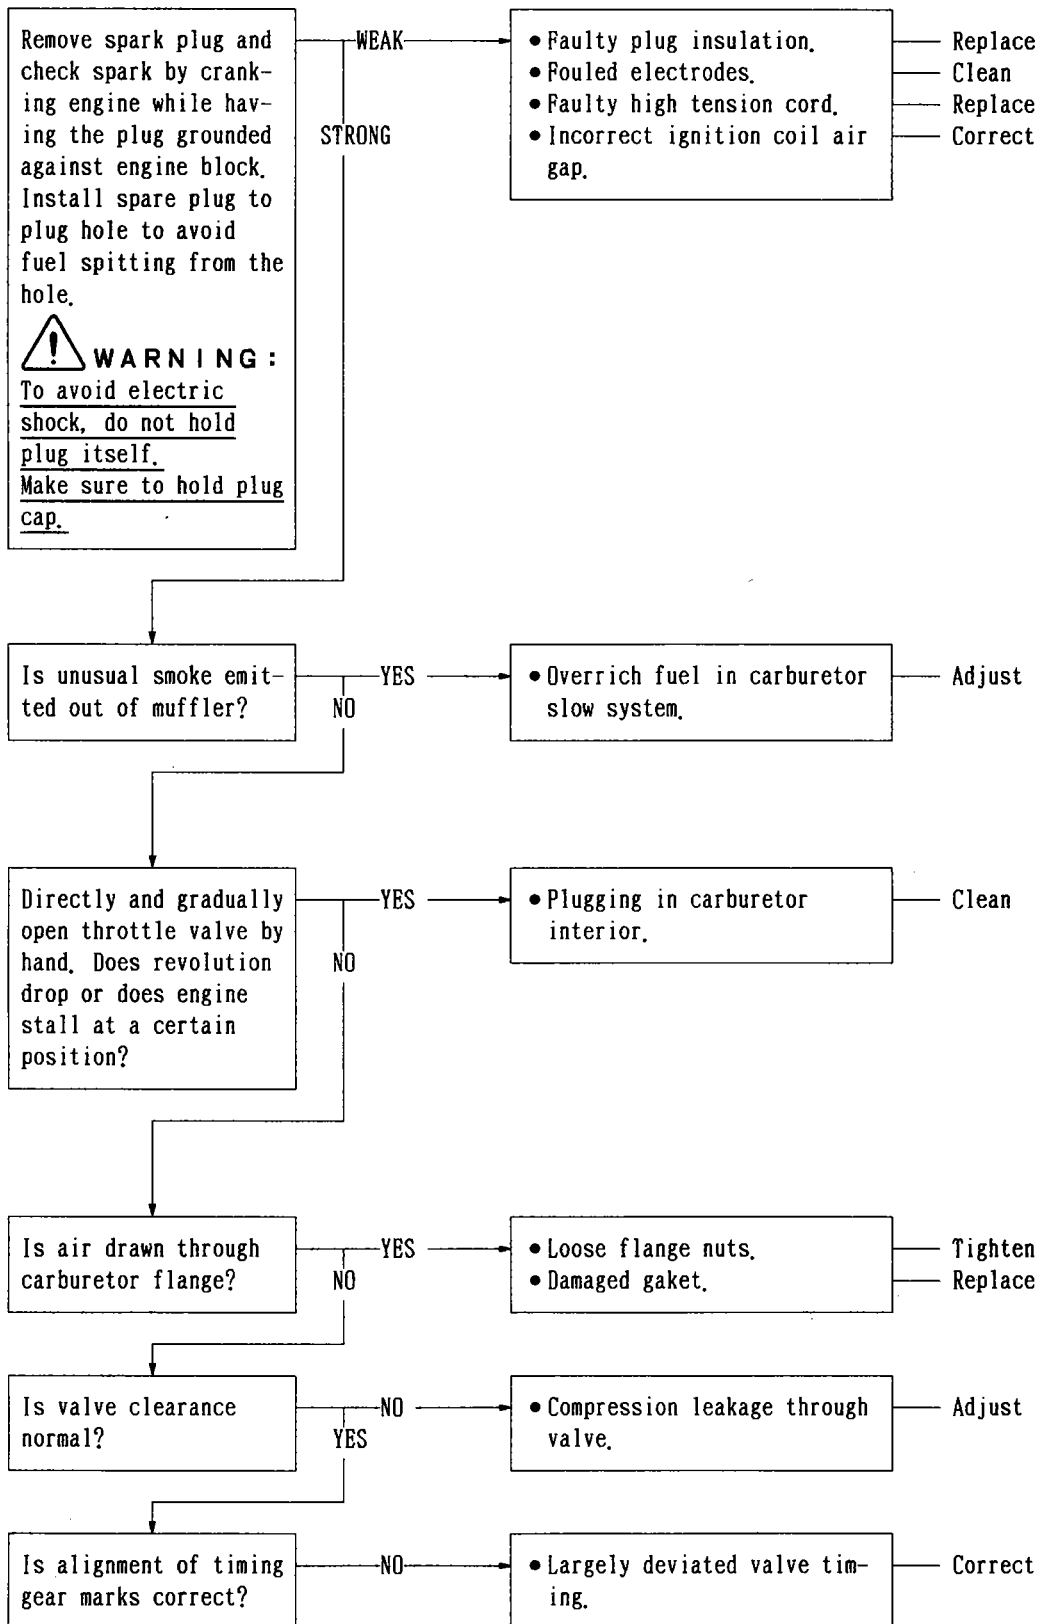 Remove spark plug and
check spark by crank-
ing engine while hav-
ing the plug grounded
against engine block.
Install spare plug to
plug hole to avoid
fuel spitting from the
hole.
WARNING:
To avoid electric
shock, do not hold
plug itself.
Make sure to hold plug
cap.
WEAK
STRONG
• Faulty plug insulation.
• Fouled electrodes.
• Faulty high tension cord.
• Incorrect ignition coil air
gap.
Replace
Clean
Replace
Correct
Is unusual smoke emit-
ted out of muffler?
YES
NO
• Overrich fuel in carburetor
slow system.
Adjust
Directly and gradually
open throttle valve by
hand. Does revolution
drop or does engine
stall at a certain
position?
YES
NO
• Plugging in carburetor
interior.
Clean
Is air drawn through
carburetor flange?
YES
NO
• Loose flange nuts.
• Damaged gaket.
Tighten
Replace
Is valve clearance
normal?
NO
YES
• Compression leakage through
valve.
Adjust
Is alignment of timing
gear marks correct?
NO
• Largely deviated valve tim-
ing.
Correct